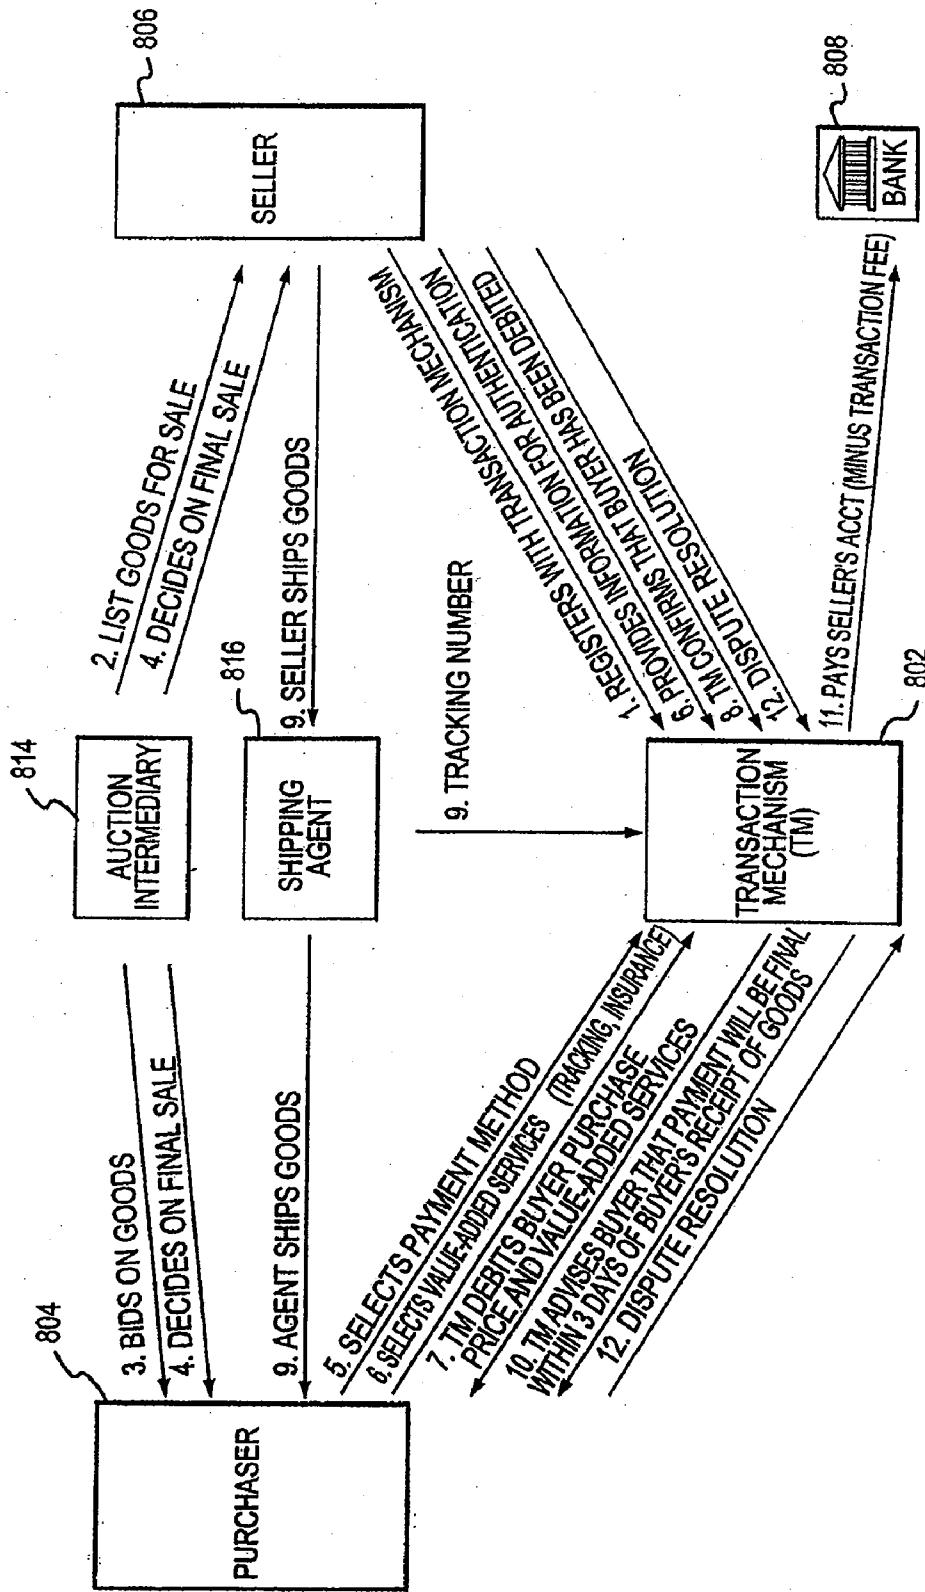 804
PURCHASER
3. BIDS ON GOODS
4. DECIDES ON FINAL SALE
814
AUCTION
INTERMEDIARY
2. LIST GOODS FOR SALE
4. DECIDES ON FINAL SALE
806
SELLER
9. AGENT SHIPS GOODS
816
SHIPPING
AGENT
9. SELLER SHIPS GOODS
9. TRACKING NUMBER
5. SELECTS PAYMENT METHOD
6. SELECTS VALUE-ADDED SERVICES (TRACKING, INSURANCE)
7. TM DEBITS BUYER PURCHASE
PRICE AND VALUE-ADDED SERVICES
10. TM ADVISES BUYER THAT PAYMENT WILL BE FINAL
WITHIN 3 DAYS OF BUYER'S RECEIPT OF GOODS
12. DISPUTE RESOLUTION
1. REGISTERS WITH TRANSACTION MECHANISM
6. PROVIDES INFORMATION FOR AUTHENTICATION
8. TM CONFIRMS THAT BUYER HAS BEEN DEBITED
12. DISPUTE RESOLUTION
TRANSACTION
MECHANISM
(TM)
802
11. PAYS SELLER'S ACCT (MINUS TRANSACTION FEE)
808
BANK